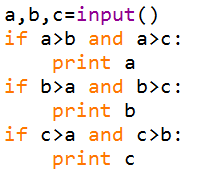 a,b,c=input()
if a>b and a>c:
    print a
if b>a and b>c:
    print b
if c>a and c>b:
    print c